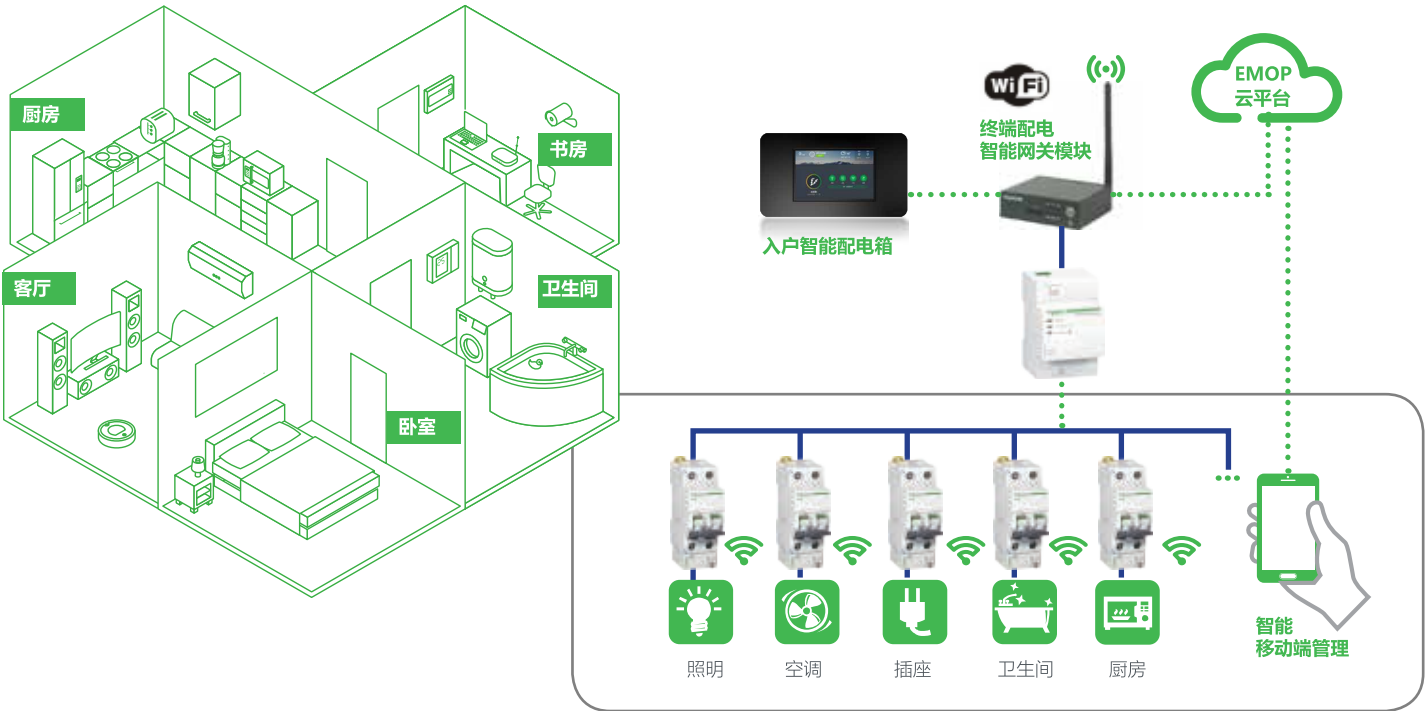 厨房
书房
客厅
卫生间
卧室
WiFi
终端配电
智能网关模块
EMOP
云平台
入户智能配电箱
照明
空调
插座
卫生间
厨房
智能
移动端管理